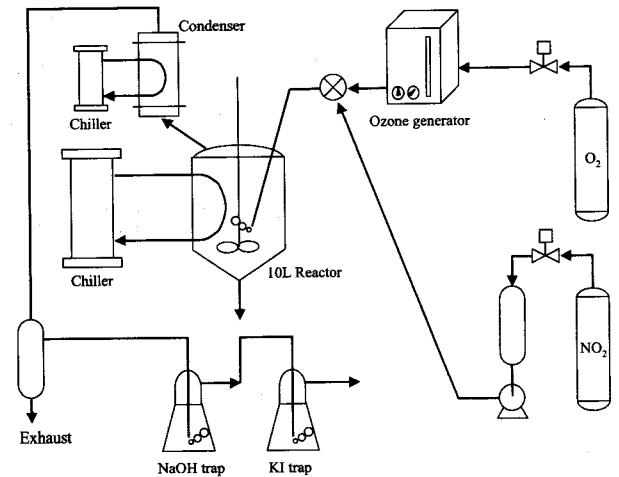 Condenser
Chiller
Ozone generator
O₂
Chiller
10L Reactor
NO₂
Exhaust
NaOH trap
KI trap